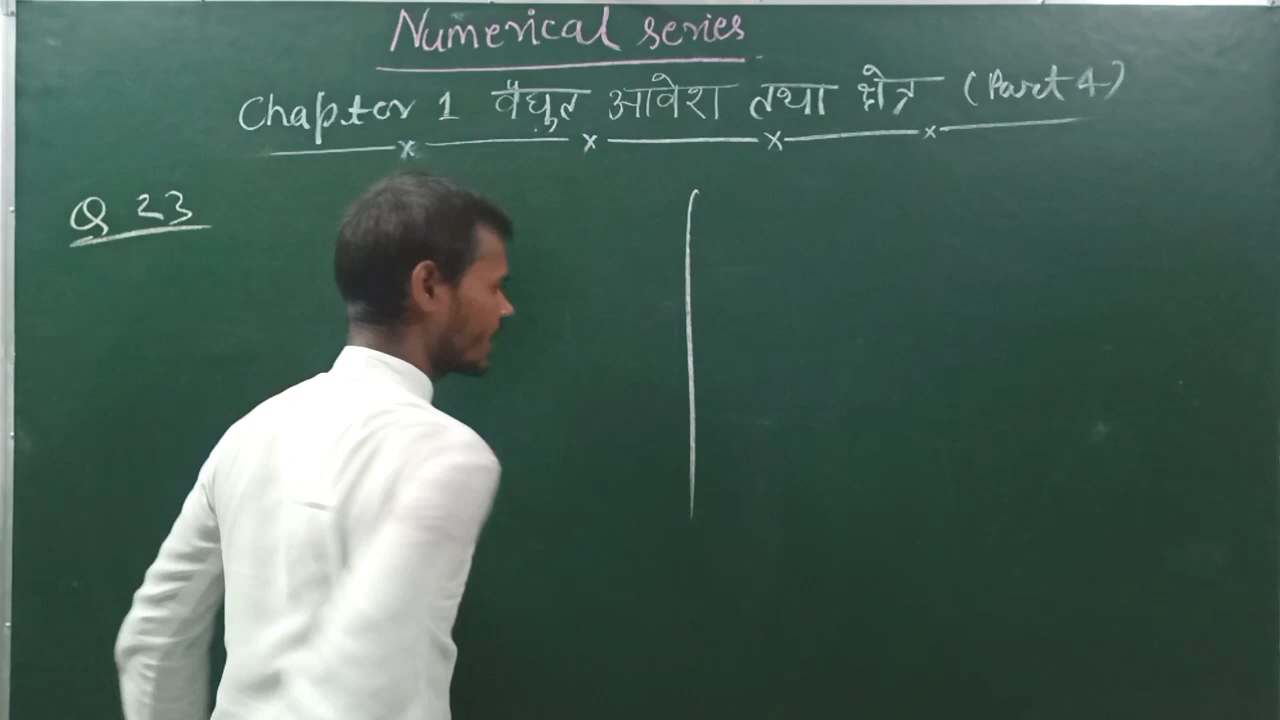 Numerical series
Chapter 1 वैद्युत आवेश तथा क्षेत्र (Part 4)
Q 23